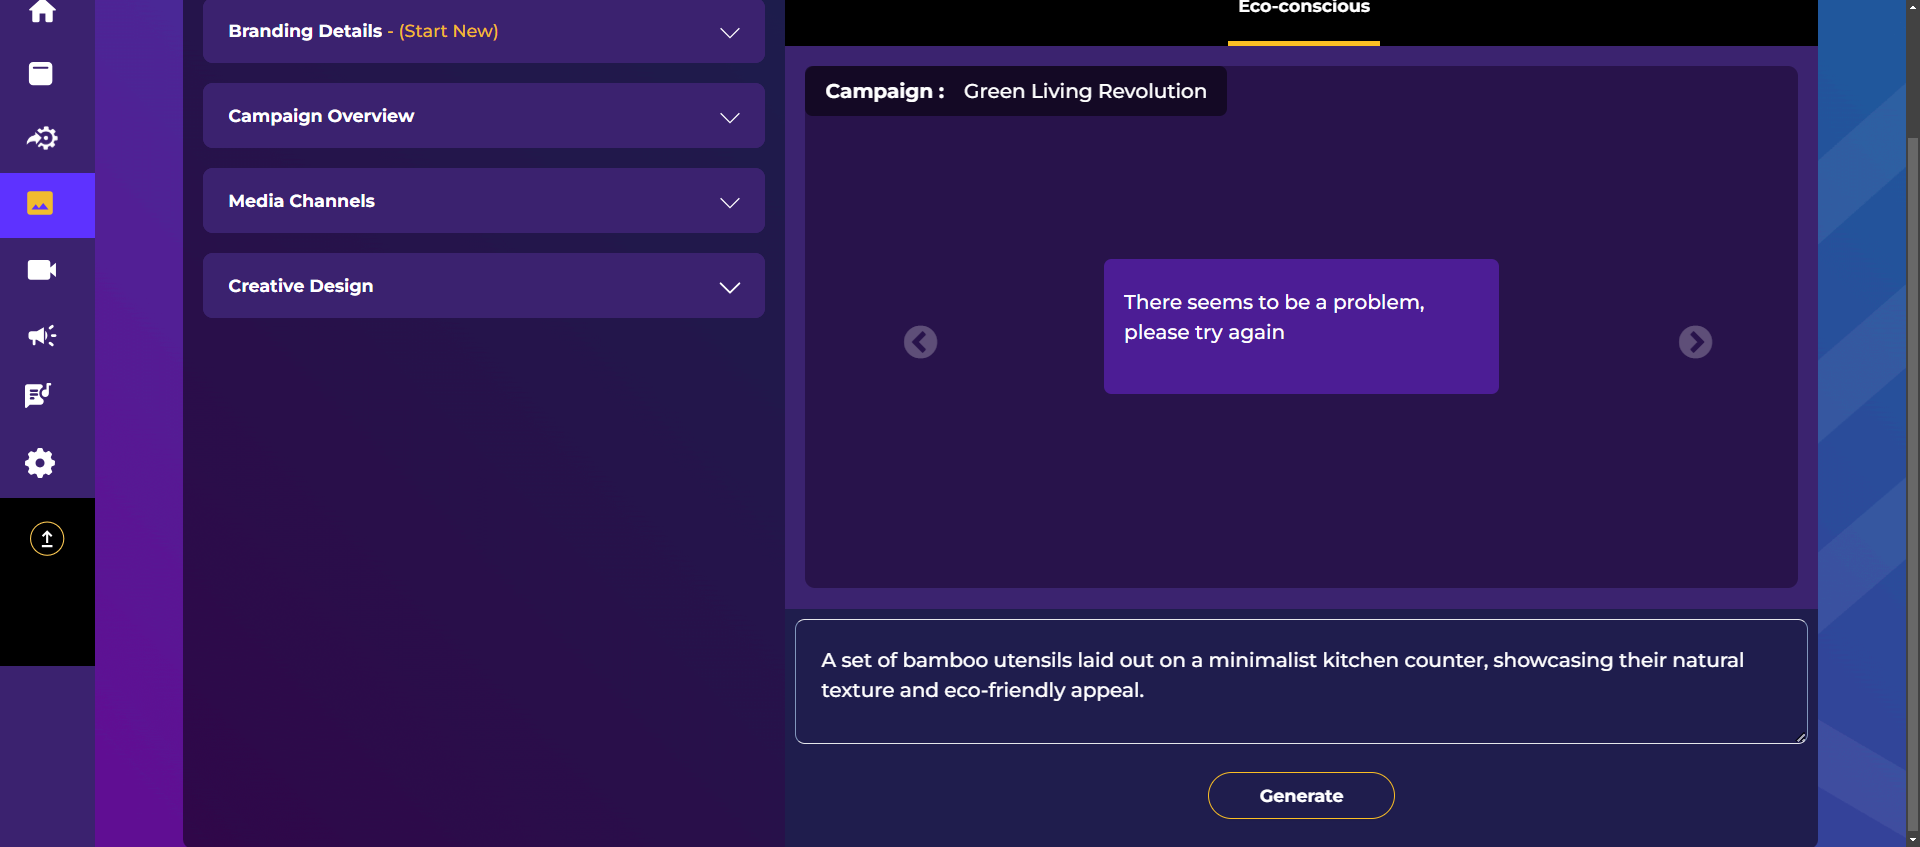 Branding Details - (Start New)
Campaign Overview
Media Channels
Creative Design
Eco-conscious
Campaign : Green Living Revolution
There seems to be a problem,
please try again
A set of bamboo utensils laid out on a minimalist kitchen counter, showcasing their natural
texture and eco-friendly appeal.
Generate